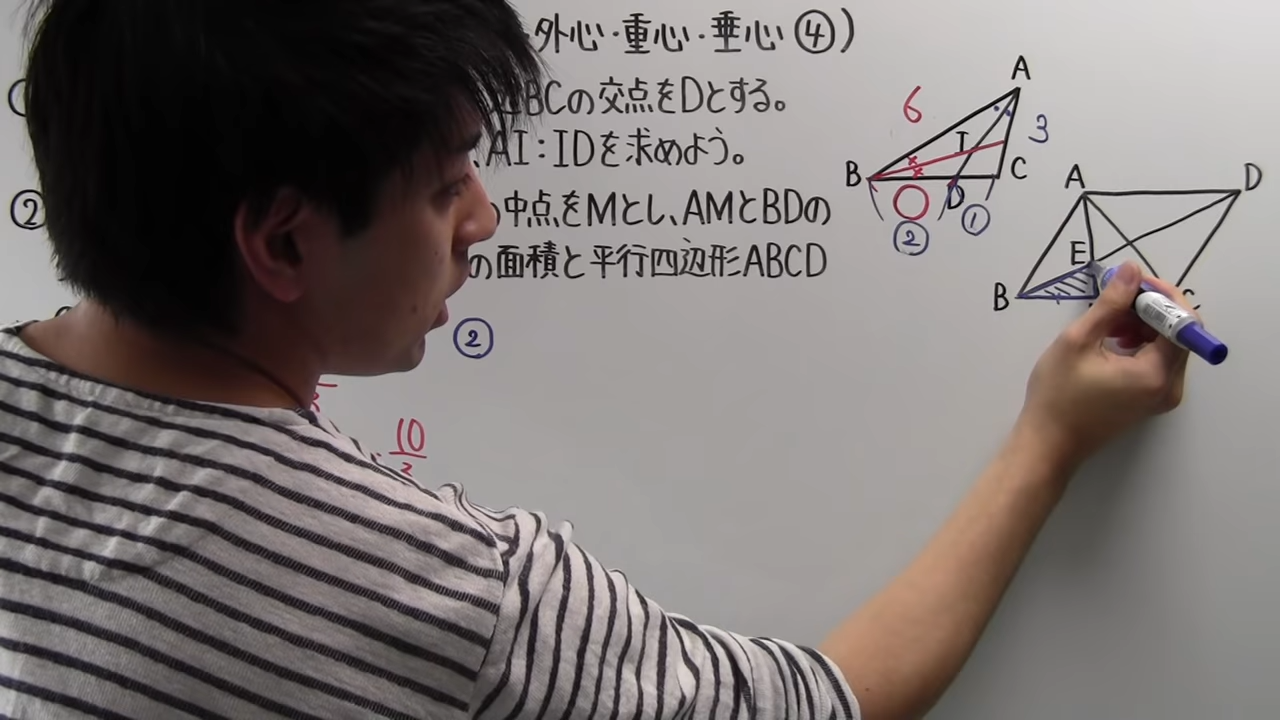 外心・重心・垂心④)
BCの交点をDとする。
、AI:IDを求めよう。
②
中点をMとし、AMとBDの
の面積と平行四辺形ABCD
②
10
A
6
3
I
B
C
D
②
①
A
D
E
B
C